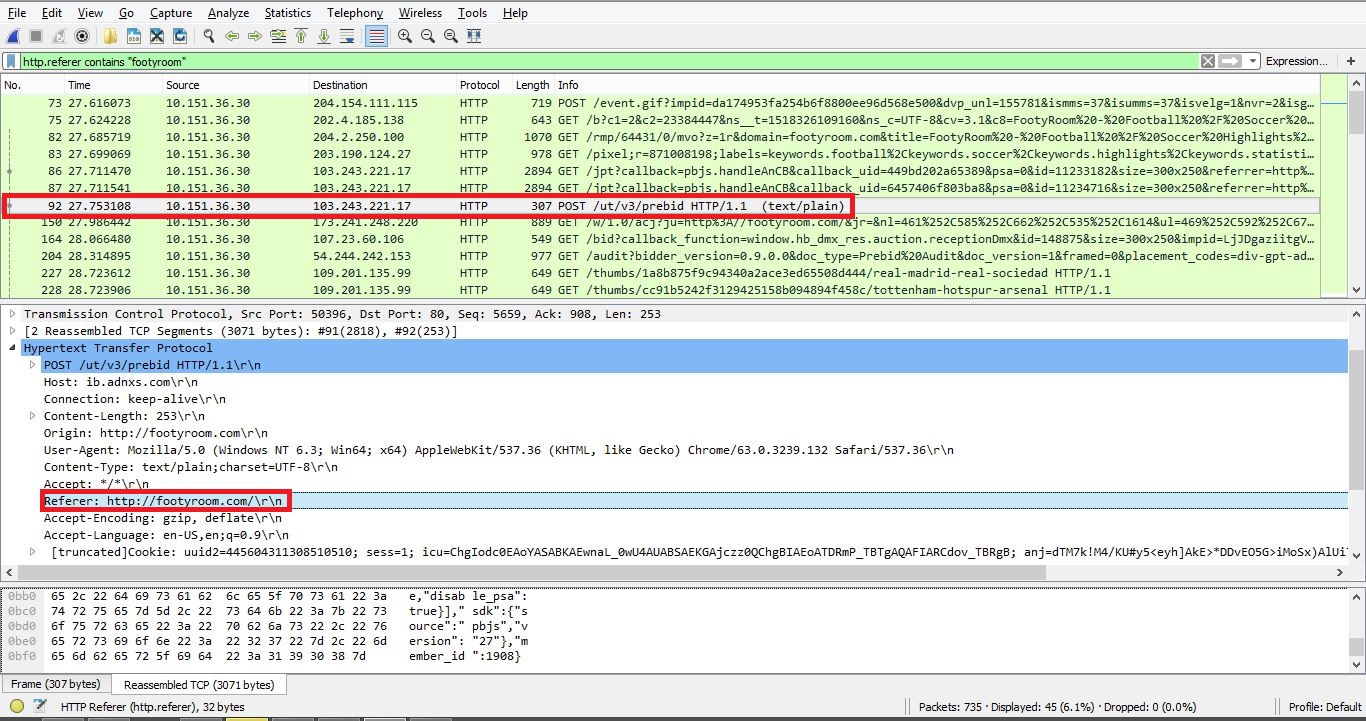 File Edit View Go Capture Analyze Statistics Telephony Wireless Tools Help
http.referer contains "footyroom" Expression... +
No. Time Source Destination Protocol Length Info
73 27.616073 10.151.36.30 204.154.111.115 HTTP 719 POST /event.gif?impid=da174953fa254b6f8800ee96d568e500&dvp_unl=155781&ismms=37&isumms=37&isvelg=1&nvr=2&isg...
75 27.624228 10.151.36.30 202.4.185.138 HTTP 643 GET /b?c1=2&c2=23384447&ns__t=1518326109160&ns_c=UTF-8&cv=3.1&c8=FootyRoom%20-%20Football%20%2F%20Soccer%20...
82 27.685719 10.151.36.30 204.2.250.100 HTTP 1070 GET /rmp/64431/0/mvo?z=1r&domain=footyroom.com&title=FootyRoom%20-%20Football%20%2F%20Soccer%20Highlights%2...
83 27.699069 10.151.36.30 203.190.124.27 HTTP 978 GET /pixel;r=871008198;labels=keywords.football%2Ckeywords.soccer%2Ckeywords.highlights%2Ckeywords.statisti...
86 27.711470 10.151.36.30 103.243.221.17 HTTP 2894 GET /jpt?callback=pbjs.handleAnCB&callback_uid=449bd202a65389&psa=0&id=11233182&size=300x250&referrer=http%...
87 27.711541 10.151.36.30 103.243.221.17 HTTP 2894 GET /jpt?callback=pbjs.handleAnCB&callback_uid=6457406f803ba8&psa=0&id=11234716&size=300x250&referrer=http%...
92 27.753108 10.151.36.30 103.243.221.17 HTTP 307 POST /ut/v3/prebid HTTP/1.1 (text/plain)
150 27.986442 10.151.36.30 173.241.248.220 HTTP 889 GET /w/1.0/acj?ju=http%3A//footyroom.com/&jr=&nl=461%252C585%252C662%252C535%252C1614&ul=469%252C592%252C67...
164 28.066480 10.151.36.30 107.23.60.106 HTTP 549 GET /bid?callback_function=window.hb_dmx_res.auction.receptionDmx&id=148875&size=300x250&impid=LjJDgaziitgV...
204 28.314895 10.151.36.30 54.244.242.153 HTTP 977 GET /audit?bidder_version=0.9.0.0&doc_type=Prebid%20Audit&doc_version=1&framed=0&placement_codes=div-gpt-ad...
227 28.723612 10.151.36.30 109.201.135.99 HTTP 649 GET /thumbs/1a8b875f9c94340a2ace3ed65508d444/real-madrid-real-sociedad HTTP/1.1
228 28.723906 10.151.36.30 109.201.135.99 HTTP 649 GET /thumbs/cc91b5242f3129425158b094894f458c/tottenham-hotspur-arsenal HTTP/1.1
Transmission Control Protocol, Src Port: 50396, Dst Port: 80, Seq: 5659, Ack: 908, Len: 253
[2 Reassembled TCP Segments (3071 bytes): #91(2818), #92(253)]
Hypertext Transfer Protocol
POST /ut/v3/prebid HTTP/1.1\r\n
Host: ib.adnxs.com\r\n
Connection: keep-alive\r\n
Content-Length: 253\r\n
Origin: http://footyroom.com\r\n
User-Agent: Mozilla/5.0 (Windows NT 6.3; Win64; x64) AppleWebKit/537.36 (KHTML, like Gecko) Chrome/63.0.3239.132 Safari/537.36\r\n
Content-Type: text/plain;charset=UTF-8\r\n
Accept: */*\r\n
Referer: http://footyroom.com/\r\n
Accept-Encoding: gzip, deflate\r\n
Accept-Language: en-US,en;q=0.9\r\n
[truncated]Cookie: uuid2=445604311308510510; sess=1; icu=ChgIodc0EAoYASABKAEwnaL_0wU4AUABSAEKGAjczz0QChgBIAEoATDRmP_TBTgAQAFIARCdov_TBRgB; anj=dTM7k!M4/KU#y5<eyh]AkE>*DDvEO5G>iMoSx)AlUi
0bb0 65 2c 22 64 69 73 61 62 6c 65 5f 70 73 61 22 3a e,"disab le_psa":
0bc0 74 72 75 65 7d 5d 2c 22 73 64 6b 22 3a 7b 22 73 true}]," sdk":{"s
0bd0 6f 75 72 63 65 22 3a 22 70 62 6a 73 22 2c 22 76 ource":" pbjs","v
0be0 65 72 73 69 6f 6e 22 3a 22 32 37 22 7d 2c 22 6d ersion": "27"},"m
0bf0 65 6d 62 65 72 5f 69 64 22 3a 31 39 30 38 7d ember_id ":1908}
Frame (307 bytes) Reassembled TCP (3071 bytes)
HTTP Referer (http.referer), 32 bytes Packets: 735 · Displayed: 45 (6.1%) · Dropped: 0 (0.0%) Profile: Default